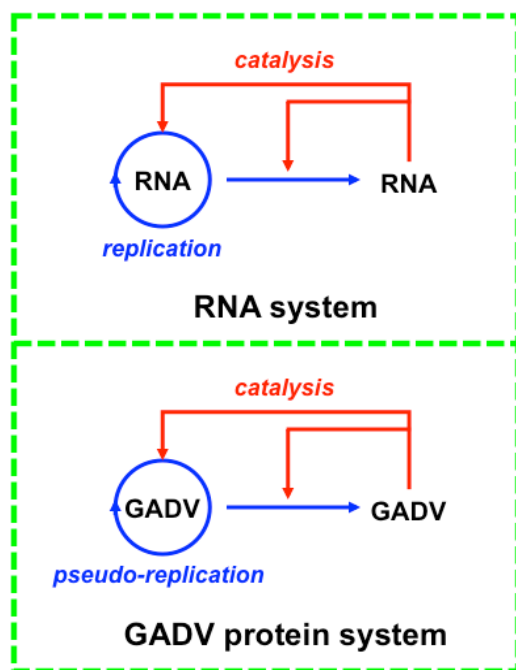 catalysis
RNA
RNA
replication
RNA system
catalysis
GADV
GADV
pseudo-replication
GADV protein system